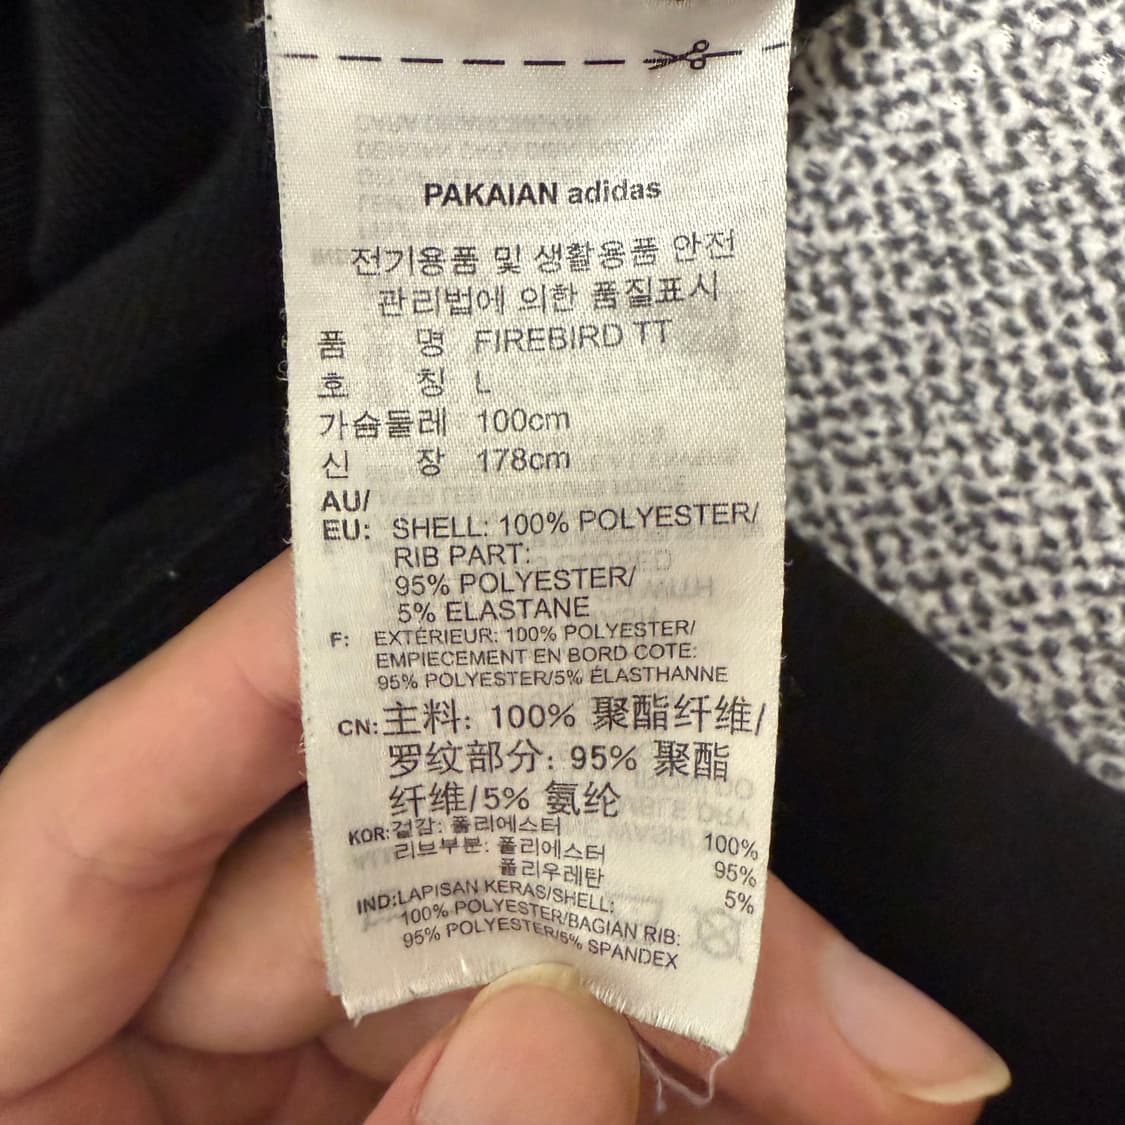 PAKAIAN adidas
전기용품 및 생활용품 안전
관리법에 의한 품질표시
품 명 FIREBIRD TT
호 칭 L
가슴둘레 100cm
신 장 178cm
AU/
EU: SHELL: 100% POLYESTER/
RIB PART:
95% POLYESTER/
5% ELASTANE
F: EXTÉRIEUR: 100% POLYESTER/
EMPIECEMENT EN BORD COTE:
95% POLYESTER/5% ÉLASTHANNE
CN: 主料: 100% 聚酯纤维/
罗纹部分: 95% 聚酯
纤维/5% 氨纶
KOR: 겉감: 폴리에스터 100%
리브부분: 폴리에스터 95%
폴리우레탄 5%
IND: LAPISAN KERAS/SHELL:
100% POLYESTER/BAGIAN RIB:
95% POLYESTER/5% SPANDEX